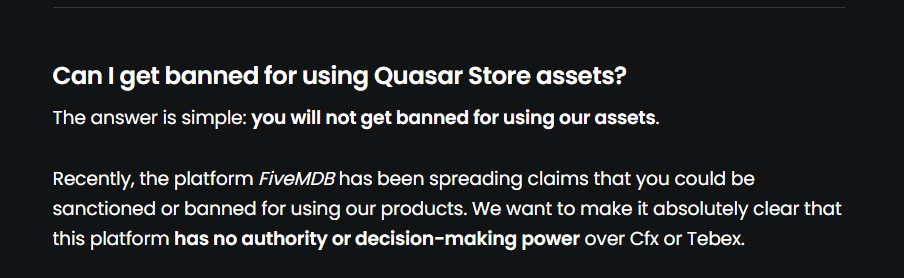 Can I get banned for using Quasar Store assets?
The answer is simple: you will not get banned for using our assets.
Recently, the platform FiveMDB has been spreading claims that you could be
sanctioned or banned for using our products. We want to make it absolutely clear that
this platform has no authority or decision-making power over Cfx or Tebex.